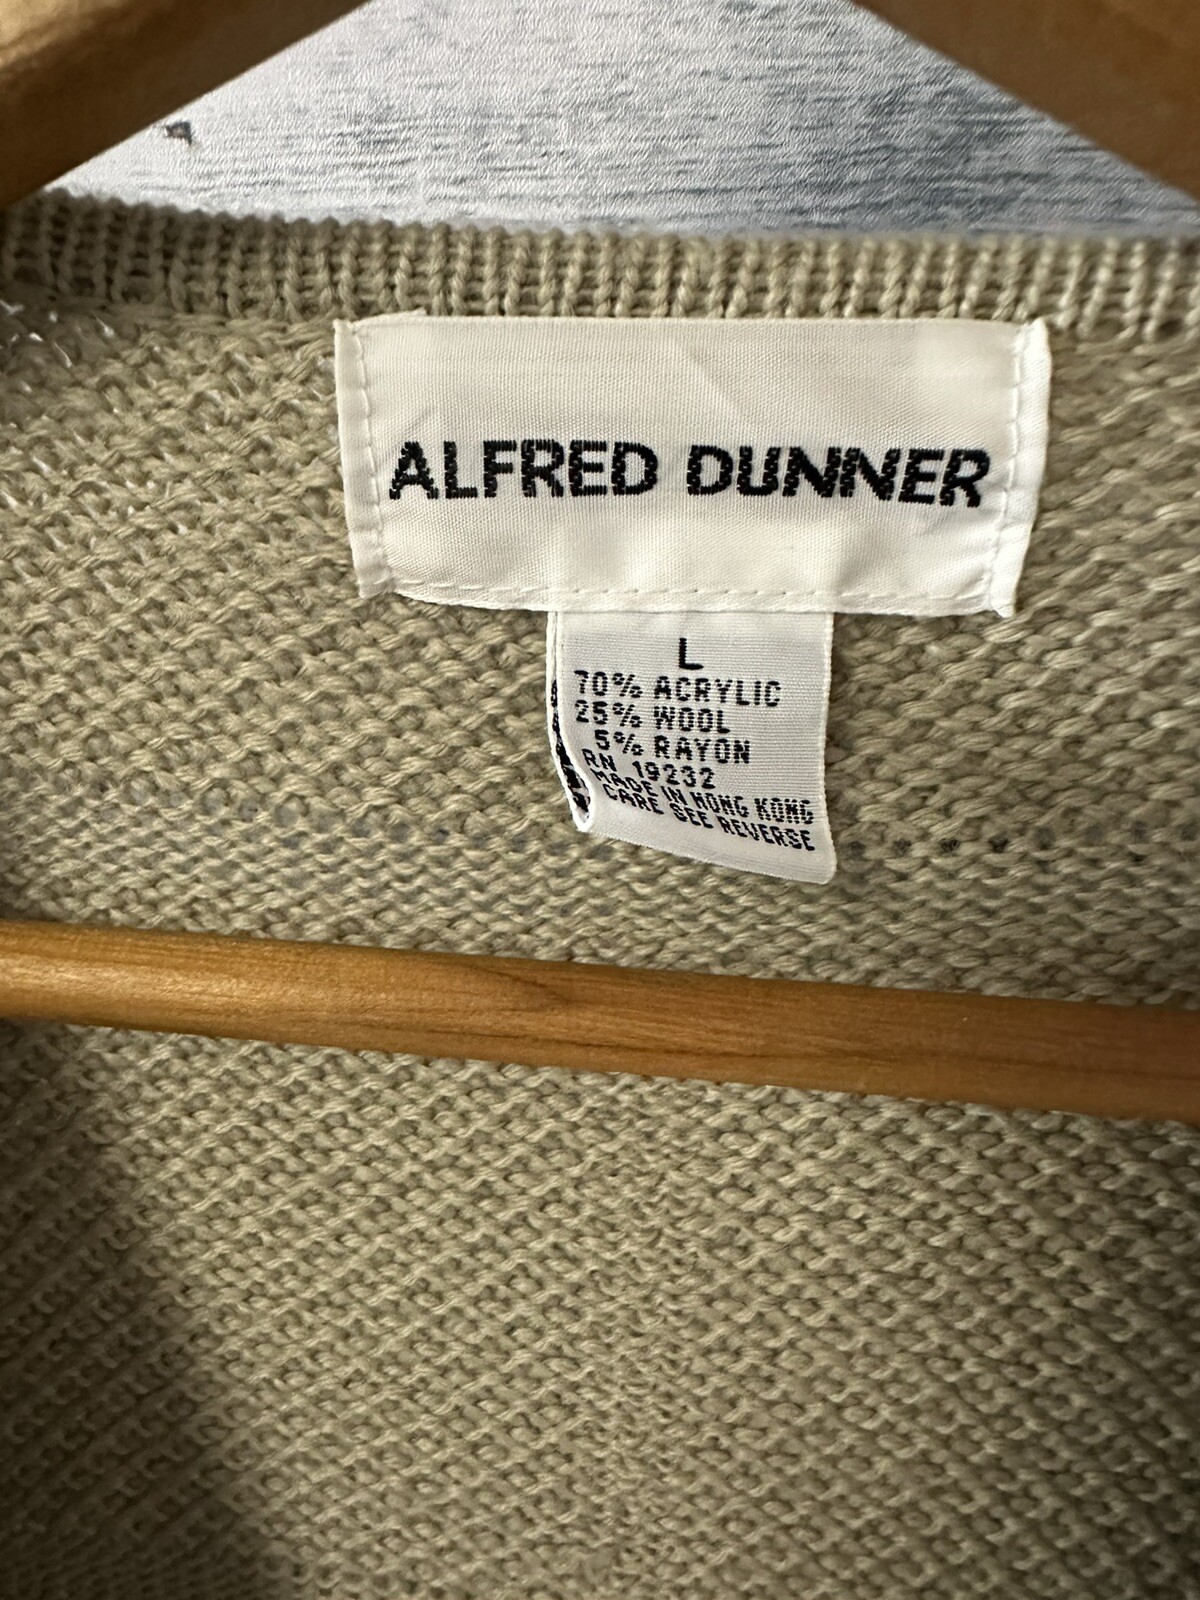 ALFRED DUNNER
L
70% ACRYLIC
25% WOOL
5% RAYON
RN 19232
MADE IN HONG KONG
CARE SEE REVERSE